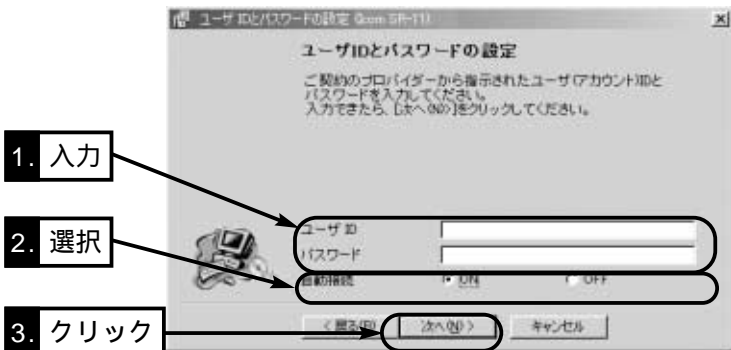 ユーザIDとパスワードの設定
ユーザIDとパスワードの設定
ご契約のプロバイダーから指示されたユーザ(アカウント)IDと
パスワードを入力してください。
入力できたら、[次へ(N)]をクリックしてください。
1. 入力
ユーザ ID
2. 選択
パスワード
自動接続 ON OFF
3. クリック
< 戻る(B) 次へ(N) > キャンセル